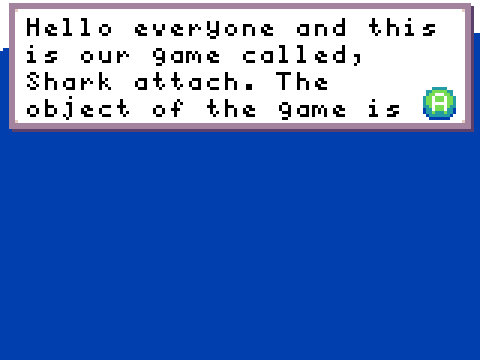 Hello everyone and this
is our game called,
Shark attach. The
object of the game is
A